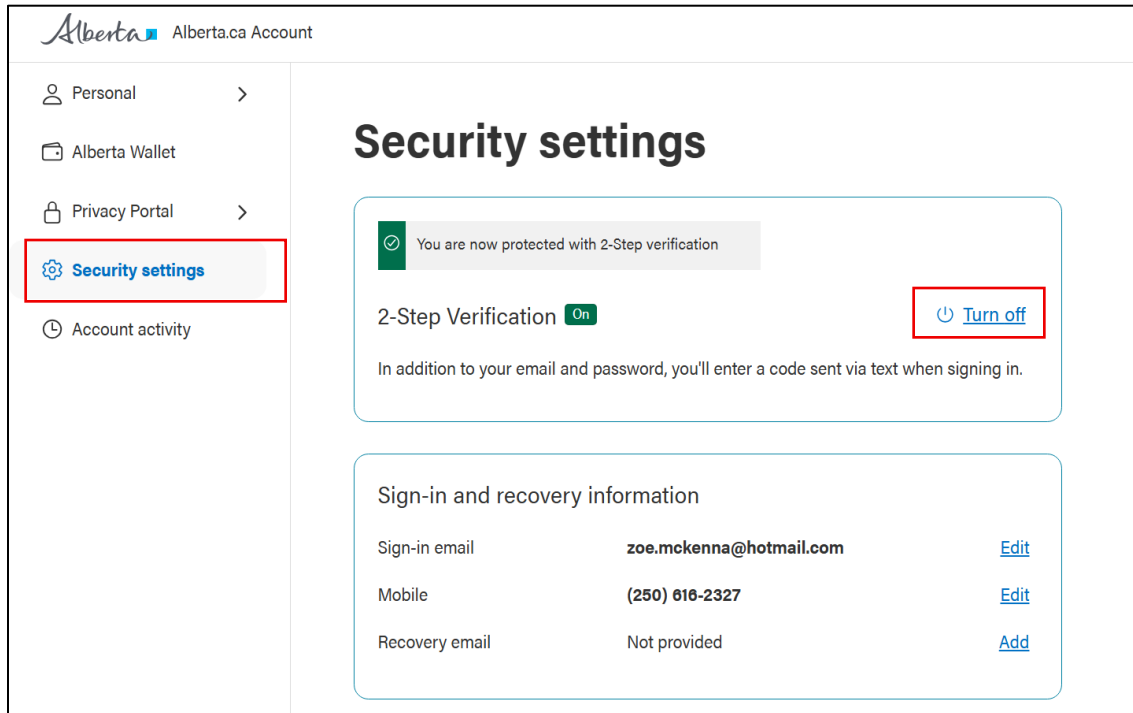 Alberta Alberta.ca Account
Personal
Alberta Wallet
Privacy Portal
Security settings
Account activity
Security settings
You are now protected with 2-Step verification
2-Step Verification On Turn off
In addition to your email and password, you'll enter a code sent via text when signing in.
Sign-in and recovery information
Sign-in email zoe.mckenna@hotmail.com Edit
Mobile (250) 616-2327 Edit
Recovery email Not provided Add